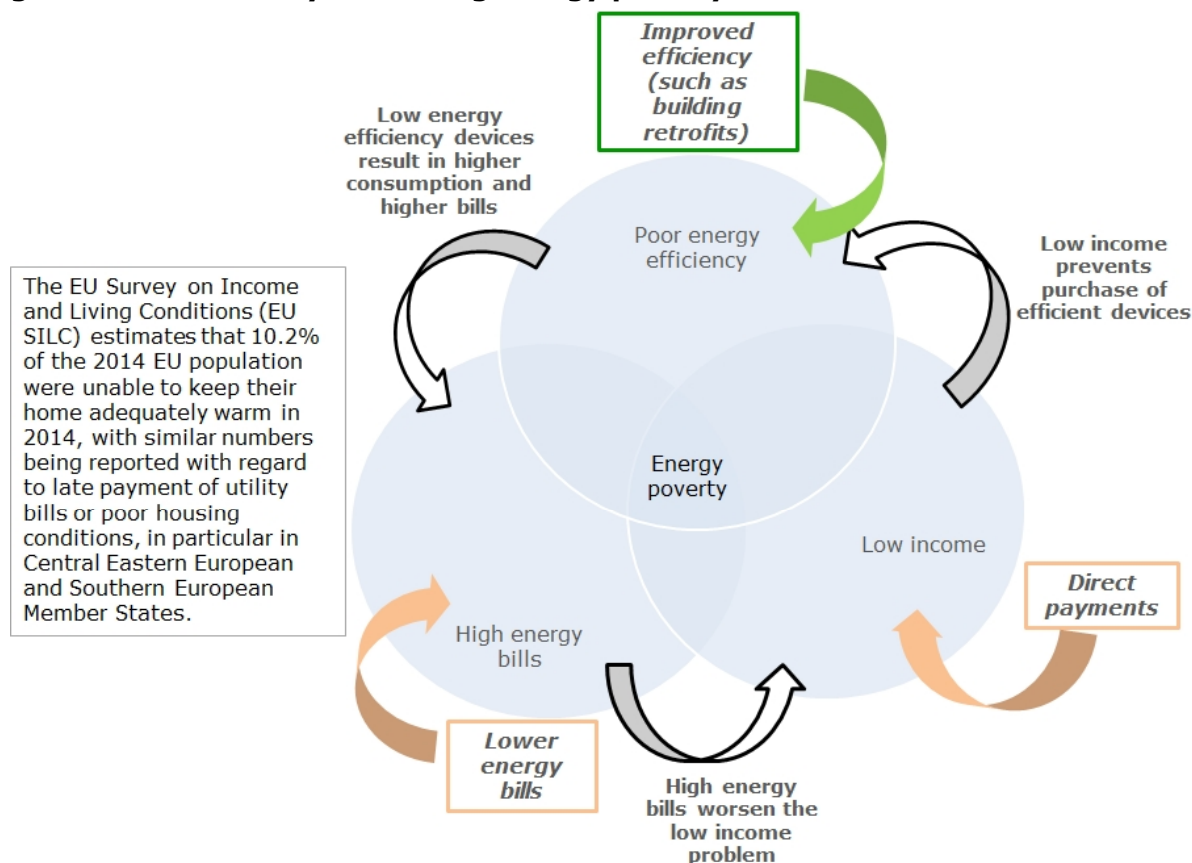 Improved
efficiency
(such as
building
retrofits)
Low energy
efficiency devices
result in higher
consumption and
higher bills
Poor energy
efficiency
Low income
prevents
purchase of
efficient devices
The EU Survey on Income
and Living Conditions (EU
SILC) estimates that 10.2%
of the 2014 EU population
were unable to keep their
home adequately warm in
2014, with similar numbers
being reported with regard
to late payment of utility
bills or poor housing
conditions, in particular in
Central Eastern European
and Southern European
Member States.
Energy
poverty
Low income
Direct
payments
High energy
bills
Lower
energy
bills
High energy
bills worsen the
low income
problem